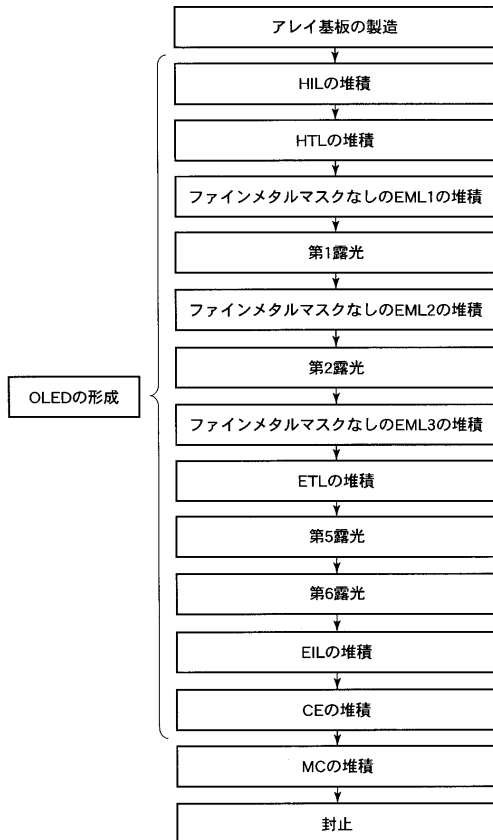 アレイ基板の製造
HILの堆積
HTLの堆積
ファインメタルマスクなしのEML1の堆積
第1露光
ファインメタルマスクなしのEML2の堆積
第2露光
OLEDの形成
ファインメタルマスクなしのEML3の堆積
ETLの堆積
第5露光
第6露光
EILの堆積
CEの堆積
MCの堆積
封止